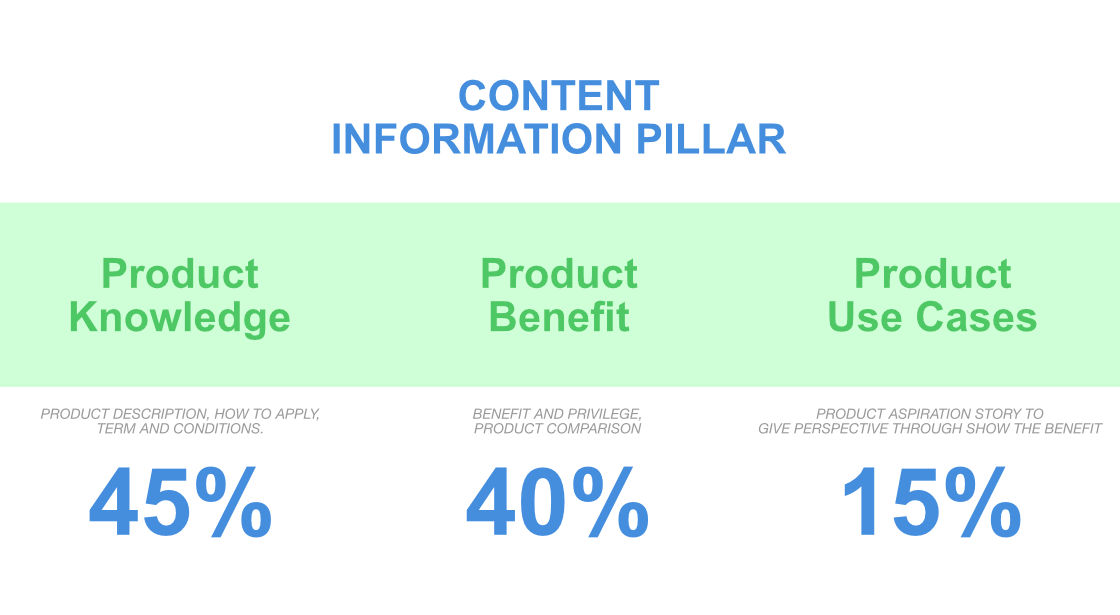 CONTENT
INFORMATION PILLAR
Product
Knowledge
Product
Benefit
Product
Use Cases
PRODUCT DESCRIPTION, HOW TO APPLY,
TERM AND CONDITIONS.
BENEFIT AND PRIVILEGE,
PRODUCT COMPARISON
PRODUCT ASPIRATION STORY TO
GIVE PERSPECTIVE THROUGH SHOW THE BENEFIT
45%
40%
15%